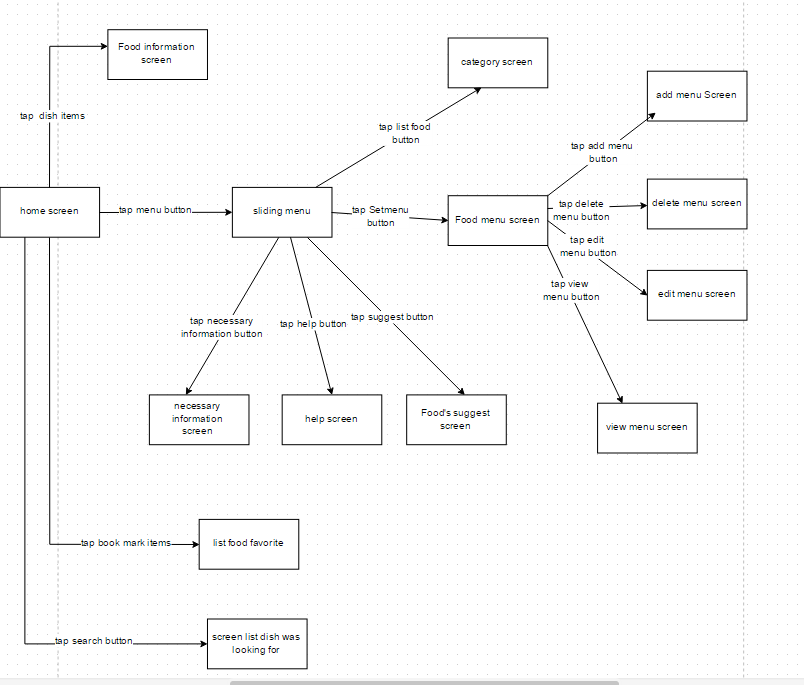 Food information
screen
category screen
add menu Screen
tap dish items
tap list food
button
tap add menu
button
home screen
tap menu button
sliding menu
tap Setmenu
button
Food menu screen
tap delete
menu button
delete menu screen
tap edit
menu button
tap view
menu button
edit menu screen
tap necessary
information button
tap help button
tap suggest button
necessary
information
screen
help screen
Food's suggest
screen
view menu screen
tap book mark items
list food favorite
tap search button
screen list dish was
looking for